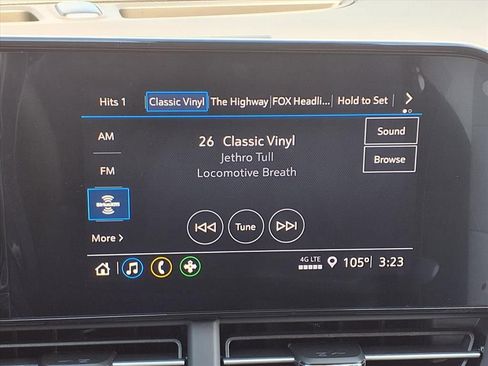 Hits 1 Classic Vinyl The Highway FOX Headli... Hold to Set
AM
26 Classic Vinyl
Sound
Jethro Tull
Browse
FM
Locomotive Breath
SiriusXM
Tune
More
4G LTE 105° 3:23